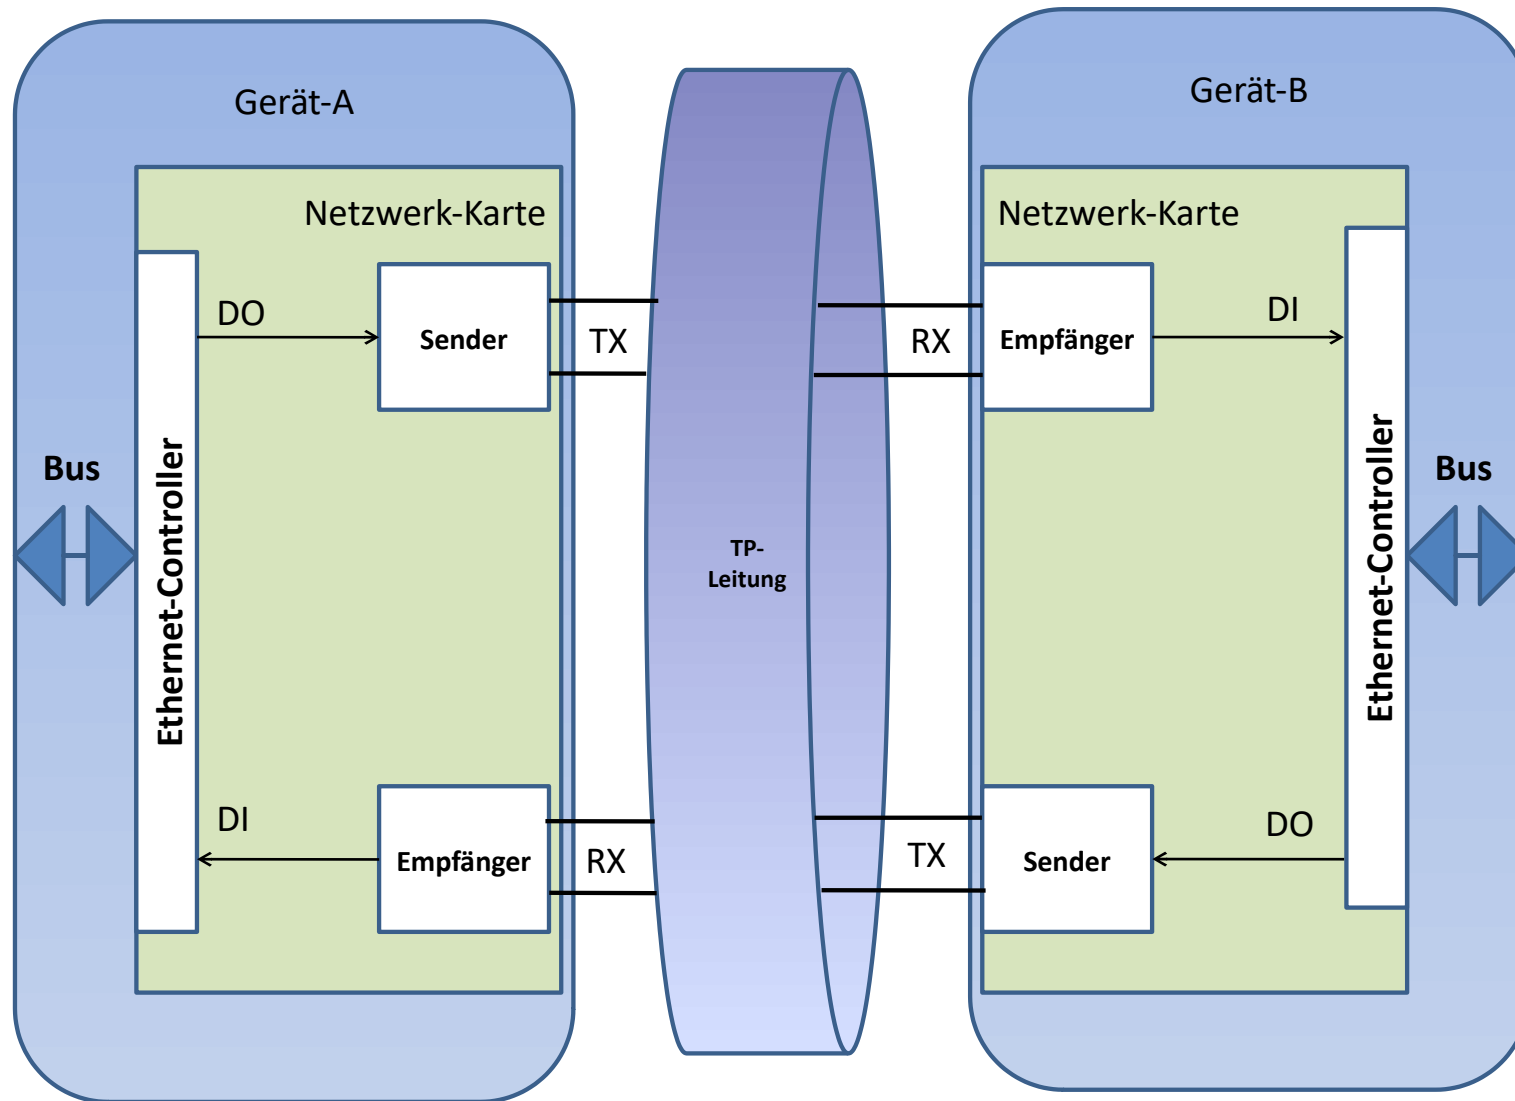 Gerät-A
Netzwerk-Karte
DO
Sender
TX
Bus
Ethernet-Controller
DI
Empfänger
RX
TP-
Leitung
Gerät-B
Netzwerk-Karte
RX
Empfänger
DI
Ethernet-Controller
Bus
TX
Sender
DO